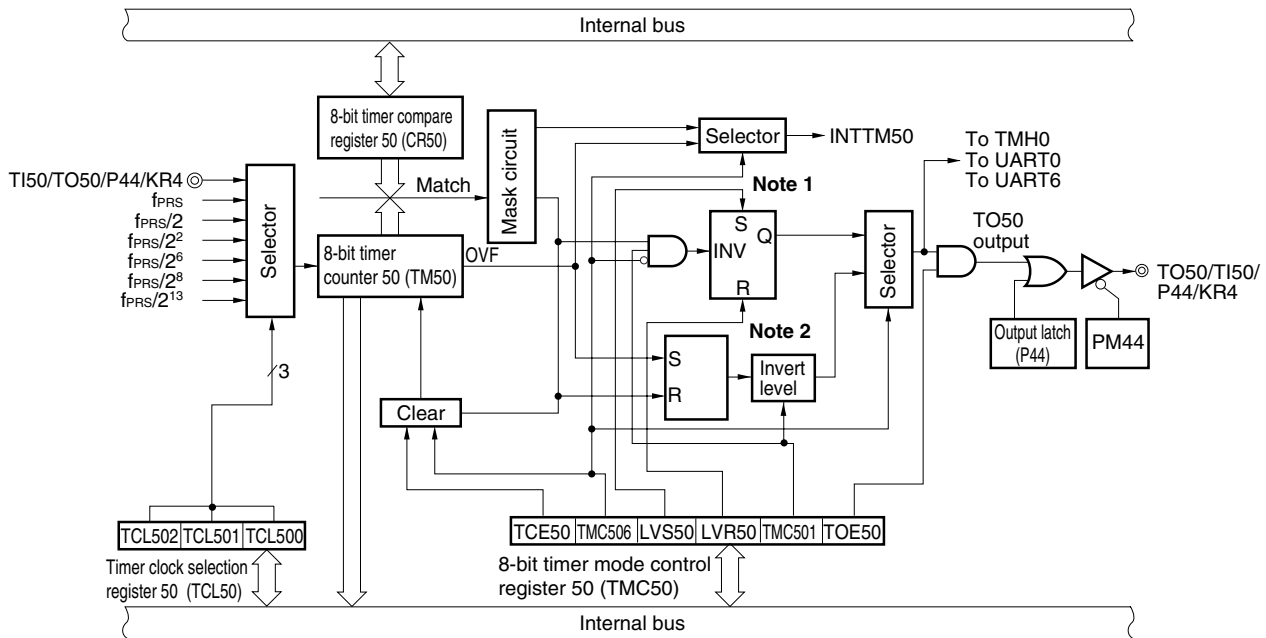 Internal bus
8-bit timer compare
register 50 (CR50)
Match
Mask circuit
Selector
INTTM50
To TMH0
To UART0
To UART6
TI50/TO50/P44/KR4
fPRS
fPRS/2
fPRS/2²
fPRS/2⁶
fPRS/2⁸
fPRS/2¹³
Selector
8-bit timer
counter 50 (TM50)
OVF
Note 1
S
INV
Q
R
Selector
TO50
output
TO50/TI50/
P44/KR4
Output latch
(P44)
PM44
Note 2
S
R
Invert
level
3
Clear
TCL502
TCL501
TCL500
Timer clock selection
register 50 (TCL50)
TCE50
TMC506
LVS50
LVR50
TMC501
TOE50
8-bit timer mode control
register 50 (TMC50)
Internal bus